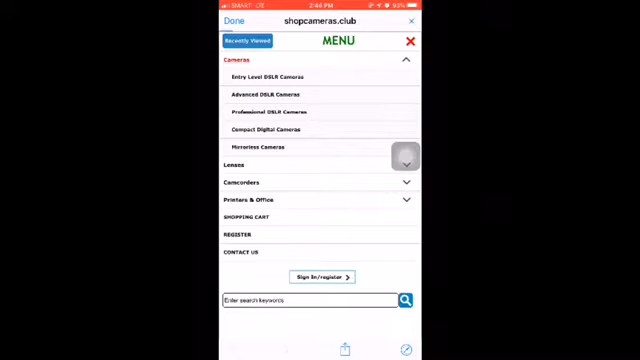 SMART LTE 2:44 PM 95%
Done shopcameras.club
Recently Viewed MENU
Cameras
Entry Level DSLR Cameras
Advanced DSLR Cameras
Professional DSLR Cameras
Compact Digital Cameras
Mirrorless Cameras
Lenses
Camcorders
Printers & Office
SHOPPING CART
REGISTER
CONTACT US
Sign In/register
Enter search keywords